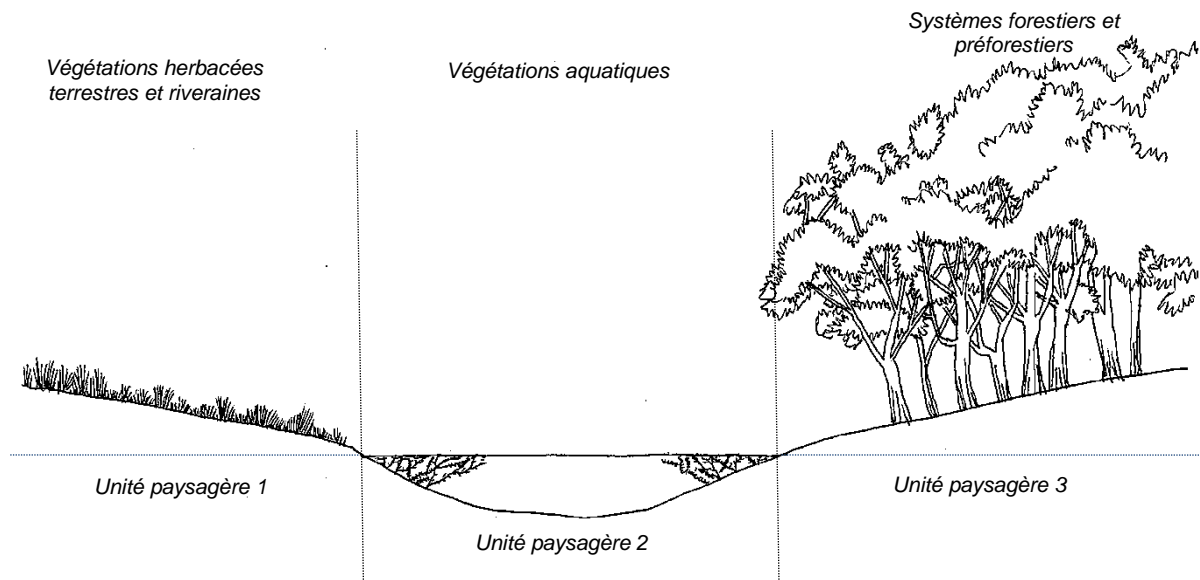 Végétations herbacées
terrestres et riveraines
Végétations aquatiques
Systèmes forestiers et
préforestiers
Unité paysagère 1
Unité paysagère 2
Unité paysagère 3